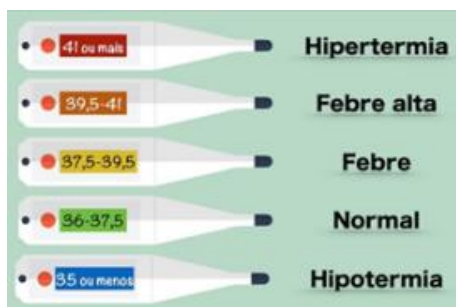 41 ou mais Hipertermia
39,5-41 Febre alta
37,5-39,5 Febre
36-37,5 Normal
35 ou menos Hipotermia